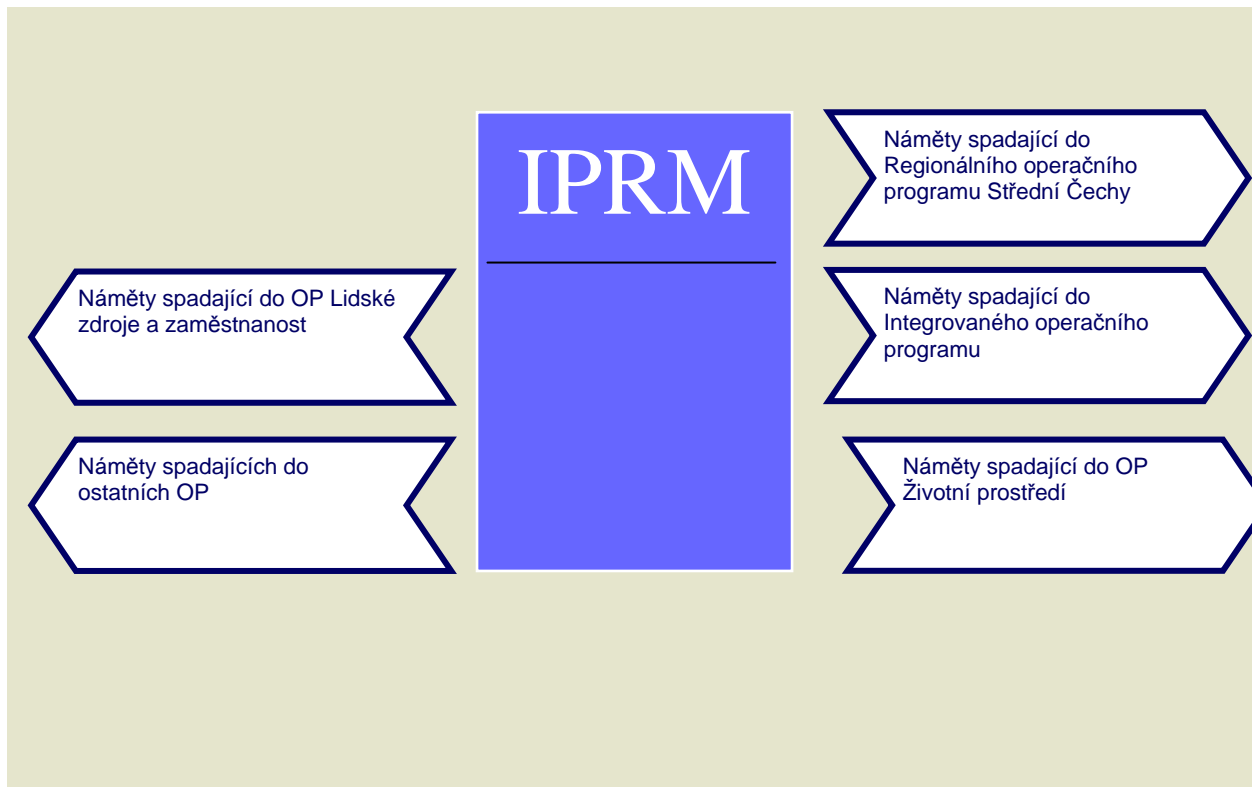 IPRM
Náměty spadající do
Regionálního operačního
programu Střední Čechy
Náměty spadající do OP Lidské
zdroje a zaměstnanost
Náměty spadající do
Integrovaného operačního
programu
Náměty spadajících do
ostatních OP
Náměty spadající do OP
Životní prostředí